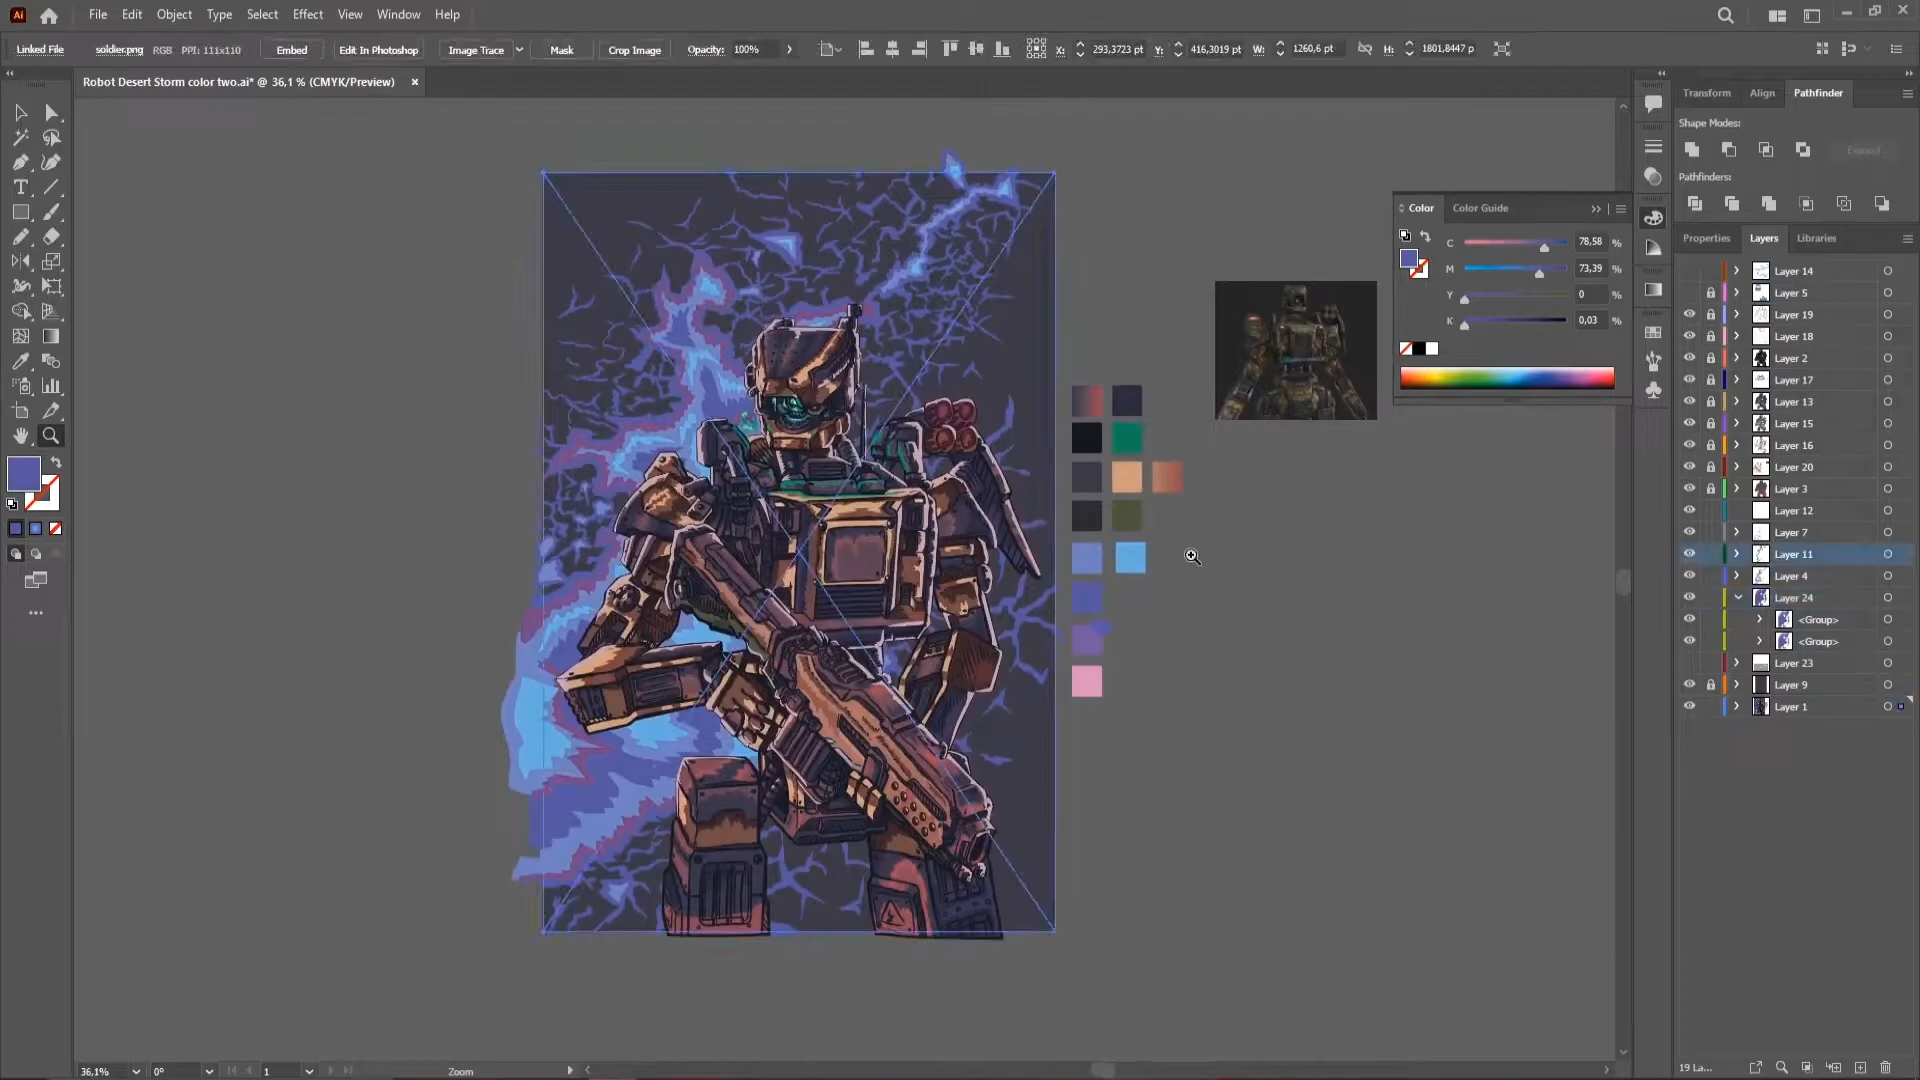 Ai File Edit Object Type Select Effect View Window Help
Linked File soldier.png RGB PPI: 111x110 Embed Edit In Photoshop Image Trace Mask Crop Image Opacity: 100% X: 293,3723 pt Y: 416,3019 pt W: 1260,6 pt H: 1801,8447 p
Robot Desert Storm color two.ai* @ 36,1 % (CMYK/Preview) ×
Transform Align Pathfinder
Shape Modes:
Expand
Pathfinders:
Color Color Guide
C 78,58 %
M 73,39 %
Y 0 %
K 0,03 %
Properties Layers Libraries
Layer 14
Layer 5
Layer 19
Layer 18
Layer 2
Layer 17
Layer 13
Layer 15
Layer 16
Layer 20
Layer 3
Layer 12
Layer 7
Layer 11
Layer 4
Layer 24
<Group>
<Group>
Layer 23
Layer 9
Layer 1
36,1% 0° 1 Zoom
19 La...